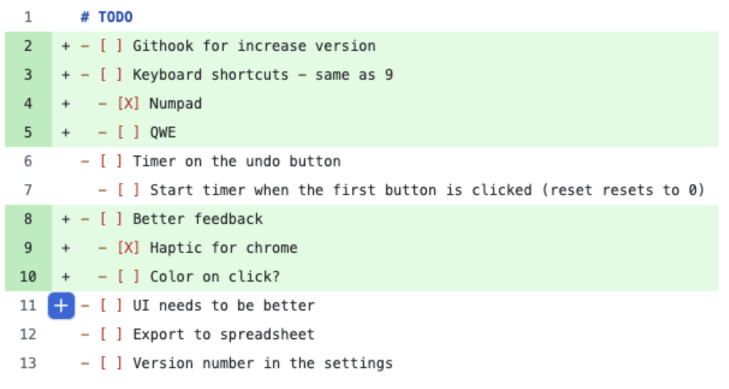 1 # TODO
2 + - [ ] Githook for increase version
3 + - [ ] Keyboard shortcuts - same as 9
4 + - [X] Numpad
5 + - [ ] QWE
6 - [ ] Timer on the undo button
7 - [ ] Start timer when the first button is clicked (reset resets to 0)
8 + - [ ] Better feedback
9 + - [X] Haptic for chrome
10 + - [ ] Color on click?
11 + - [ ] UI needs to be better
12 - [ ] Export to spreadsheet
13 - [ ] Version number in the settings